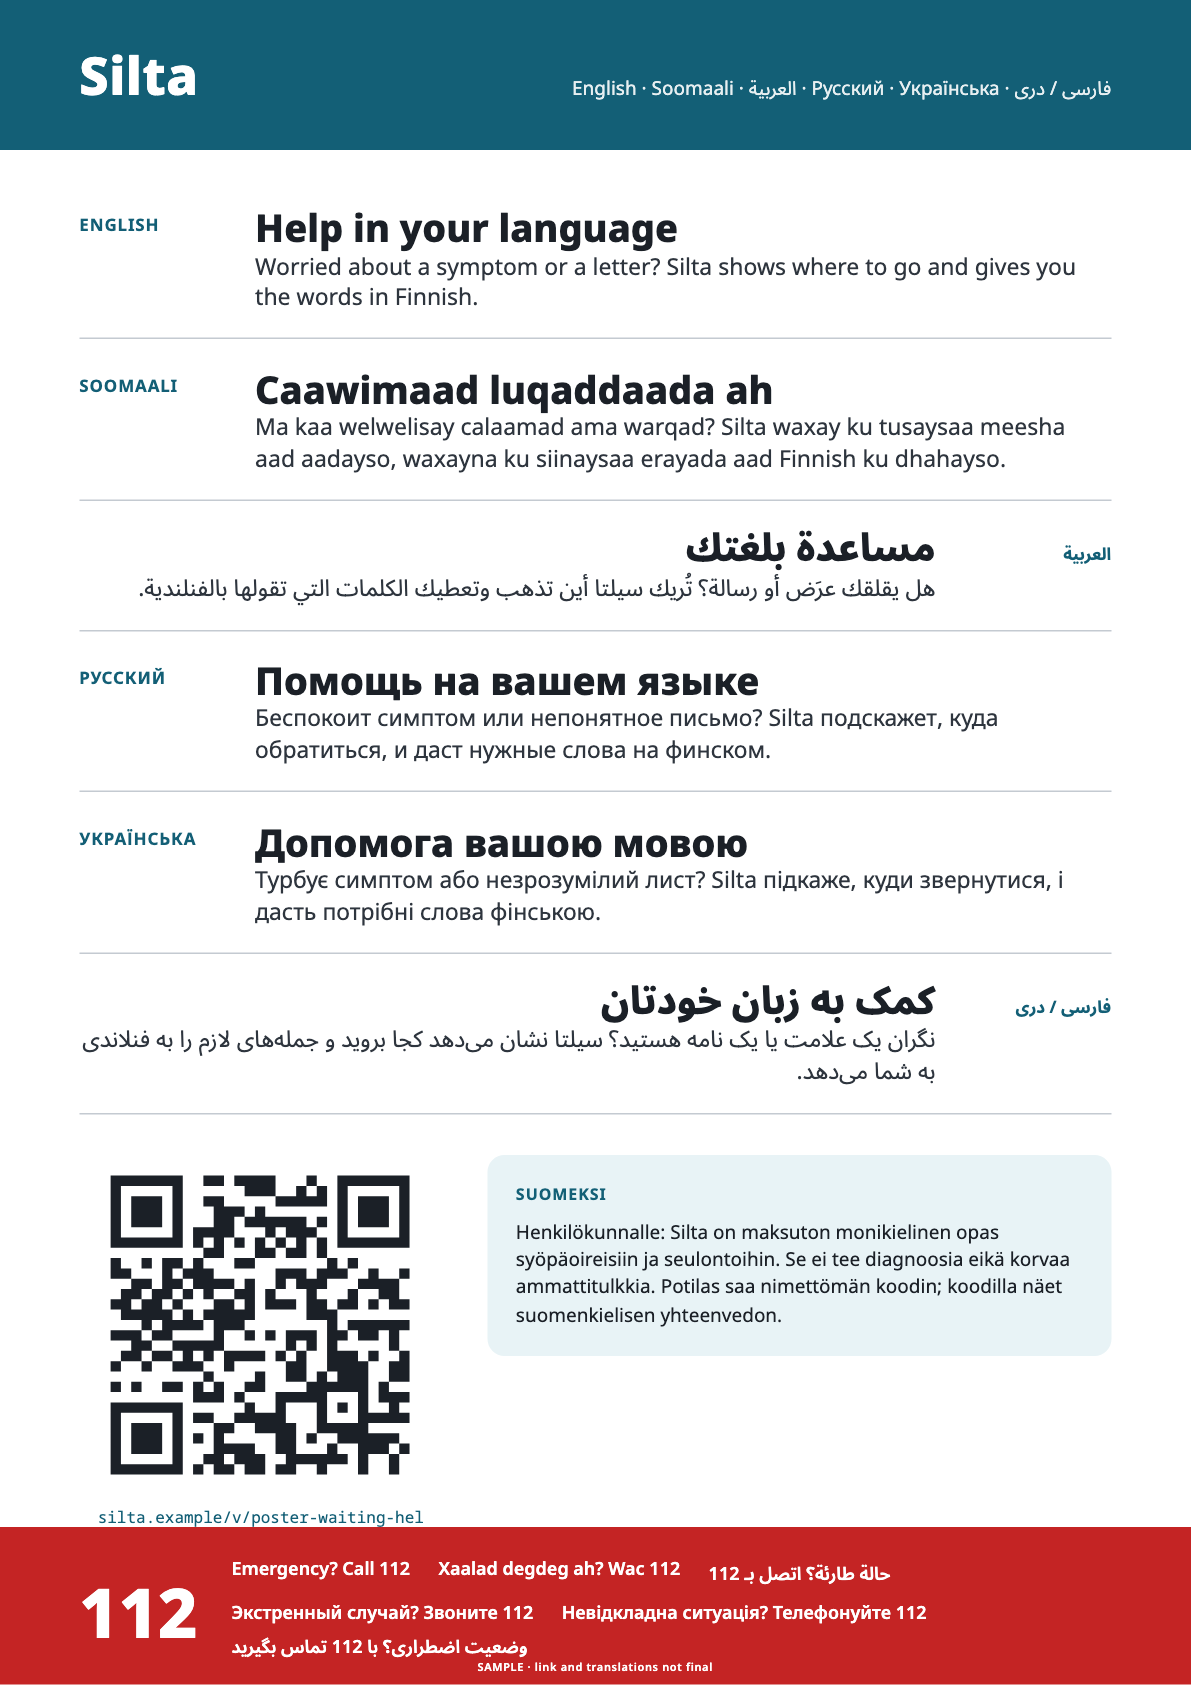 Silta
English · Soomaali · العربية · Русский · Українська · فارسی / دری
ENGLISH
Help in your language
Worried about a symptom or a letter? Silta shows where to go and gives you
the words in Finnish.
SOOMAALI
Caawimaad luqaddaada ah
Ma kaa welwelisay calaamad ama warqad? Silta waxay ku tusaysaa meesha
aad aadayso, waxayna ku siinaysaa erayada aad Finnish ku dhahayso.
العربية
مساعدة بلغتك
هل يقلقك عرَض أو رسالة؟ تُريك سيلتا أين تذهب وتعطيك الكلمات التي تقولها بالفنلندية.
РУССКИЙ
Помощь на вашем языке
Беспокоит симптом или непонятное письмо? Silta подскажет, куда
обратиться, и даст нужные слова на финском.
УКРАЇНСЬКА
Допомога вашою мовою
Турбує симптом або незрозумілий лист? Silta підкаже, куди звернутися, і
дасть потрібні слова фінською.
فارسی / دری
کمک به زبان خودتان
نگران یک علامت یا یک نامه هستید؟ سیلتا نشان می‌دهد کجا بروید و جمله‌های لازم را به فنلاندی
به شما می‌دهد.
SUOMEKSI
Henkilökunnalle: Silta on maksuton monikielinen opas
syöpäoireisiin ja seulontoihin. Se ei tee diagnoosia eikä korvaa
ammattitulkkia. Potilas saa nimettömän koodin; koodilla näet
suomenkielisen yhteenvedon.
silta.example/v/poster-waiting-hel
112
Emergency? Call 112 Xaalad degdeg ah? Wac 112 حالة طارئة؟ اتصل بـ 112
Экстренный случай? Звоните 112 Невідкладна ситуація? Телефонуйте 112
وضعیت اضطراری؟ با 112 تماس بگیرید
SAMPLE · link and translations not final